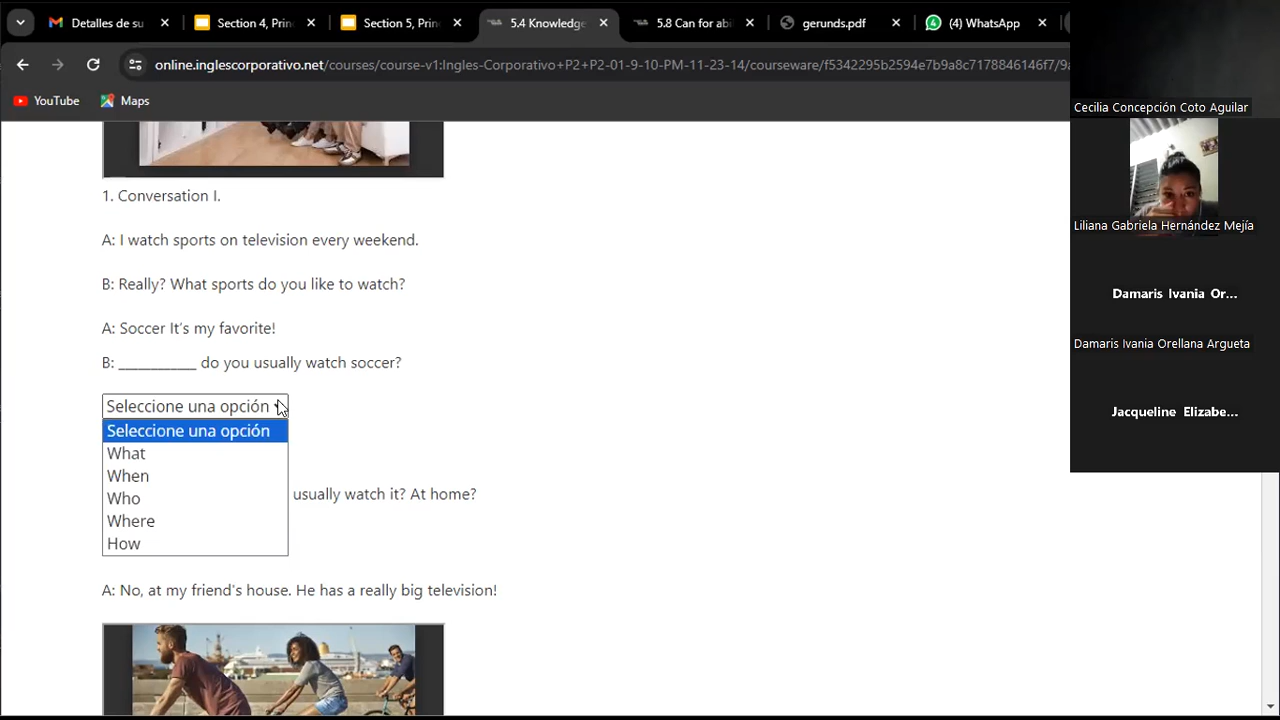 Detalles de su
Section 4, Prin
Section 5, Prin
5.4 Knowledge
5.8 Can for abi
gerunds.pdf
(4) WhatsApp
online.inglescorporativo.net/courses/course-v1:Ingles-Corporativo+P2+P2-01-9-10-PM-11-23-14/courseware/f5342295b2594e7b9a8c7178846146f7/9a
YouTube
Maps
1. Conversation I.
A: I watch sports on television every weekend.
B: Really? What sports do you like to watch?
A: Soccer It's my favorite!
B: ____________ do you usually watch soccer?
Seleccione una opción
Seleccione una opción
What
When
Who
Where
How
usually watch it? At home?
A: No, at my friend's house. He has a really big television!
Cecilia Concepción Coto Aguilar
Liliana Gabriela Hernández Mejía
Damaris Ivania Or...
Damaris Ivania Orellana Argueta
Jacqueline Elizabe...